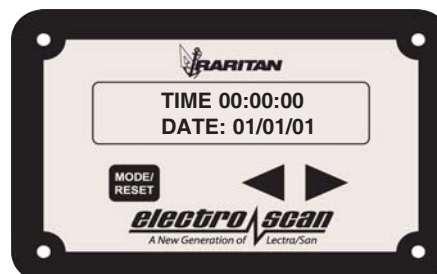 RARITAN
TIME 00:00:00
DATE: 01/01/01
MODE/
RESET
electro scan
A New Generation of Lectra/San